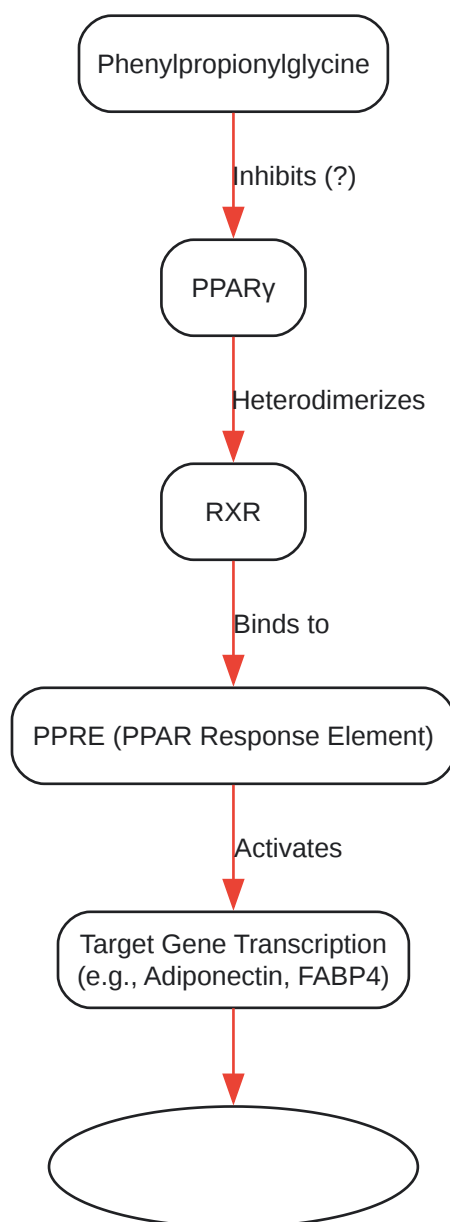 Phenylpropionylglycine
Inhibits (?)
PPARγ
Heterodimerizes
RXR
Binds to
PPRE (PPAR Response Element)
Activates
Target Gene Transcription
(e.g., Adiponectin, FABP4)